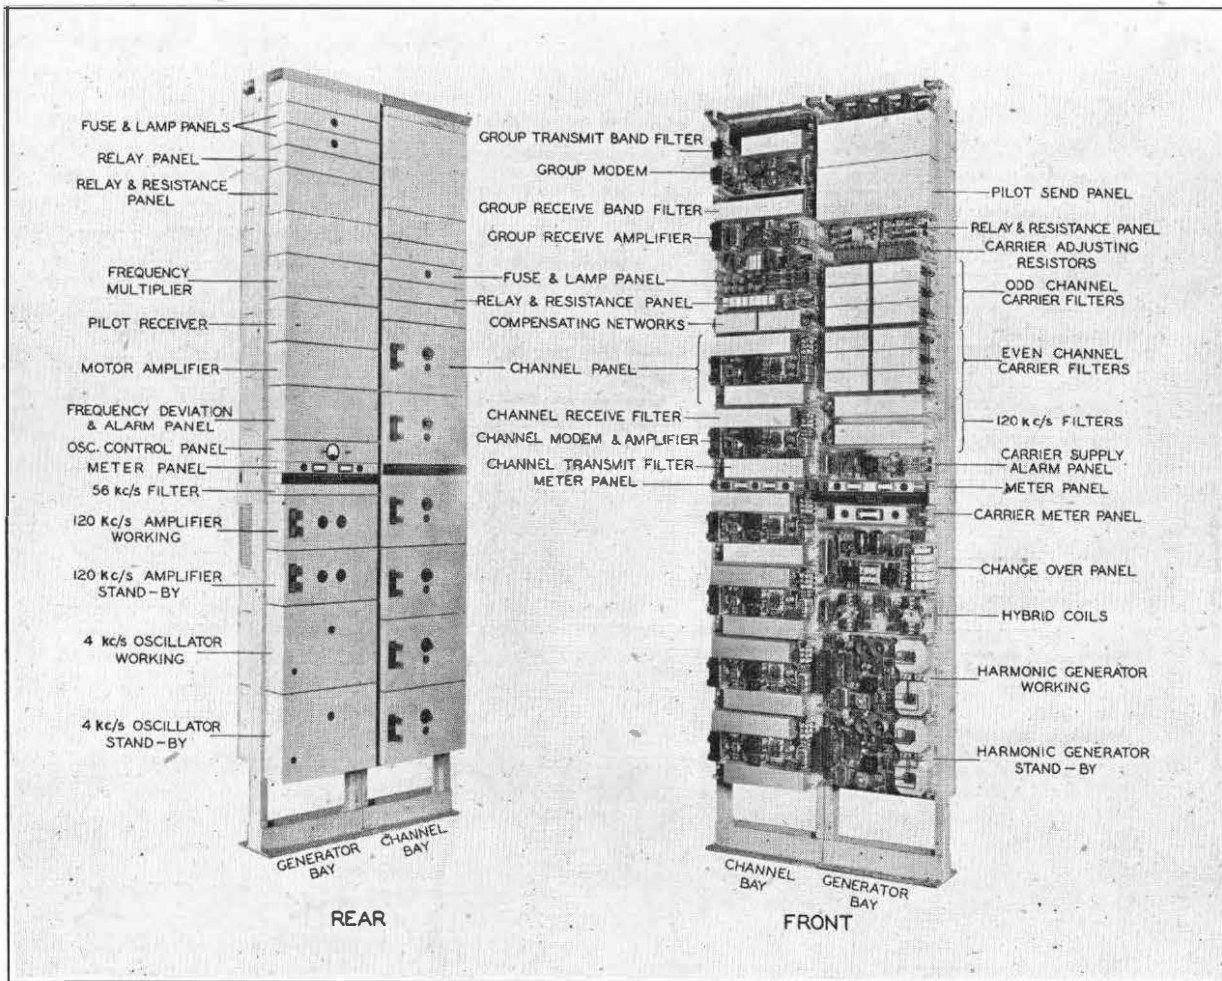 FUSE & LAMP PANELS
RELAY PANEL
RELAY & RESISTANCE
PANEL
FREQUENCY
MULTIPLIER
PILOT RECEIVER
MOTOR AMPLIFIER
FREQUENCY DEVIATION
& ALARM PANEL
OSC. CONTROL PANEL
METER PANEL
56 Kc/s FILTER
120 Kc/s AMPLIFIER
WORKING
120 Kc/s AMPLIFIER
STAND-BY
4 Kc/s OSCILLATOR
WORKING
4 Kc/s OSCILLATOR
STAND-BY
GENERATOR
BAY
CHANNEL
BAY
REAR
GROUP TRANSMIT BAND FILTER
GROUP MODEM
GROUP RECEIVE BAND FILTER
GROUP RECEIVE AMPLIFIER
FUSE & LAMP PANEL
RELAY & RESISTANCE PANEL
COMPENSATING NETWORKS
CHANNEL PANEL
CHANNEL RECEIVE FILTER
CHANNEL MODEM & AMPLIFIER
CHANNEL TRANSMIT FILTER
METER PANEL
PILOT SEND PANEL
RELAY & RESISTANCE PANEL
CARRIER ADJUSTING
RESISTORS
ODD CHANNEL
CARRIER FILTERS
EVEN CHANNEL
CARRIER FILTERS
120 Kc/s FILTERS
CARRIER SUPPLY
ALARM PANEL
METER PANEL
CARRIER METER PANEL
CHANGE OVER PANEL
HYBRID COILS
HARMONIC GENERATOR
WORKING
HARMONIC GENERATOR
STAND-BY
CHANNEL
BAY
GENERATOR
BAY
FRONT